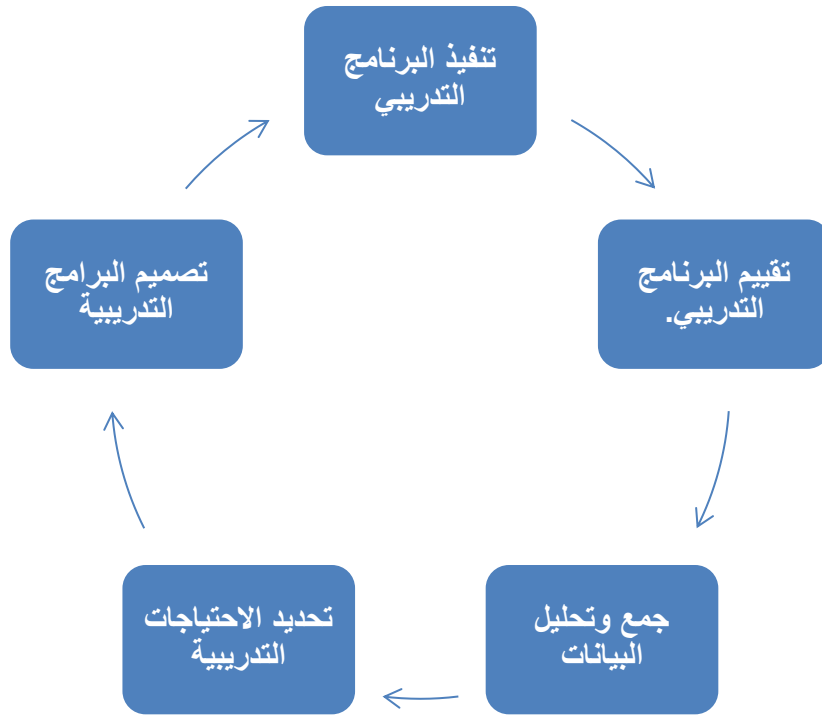 تنفيذ البرنامج
التدريبي
تقييم البرنامج
التدريبي.
جمع وتحليل
البيانات
تحديد الاحتياجات
التدريبية
تصميم البرامج
التدريبية